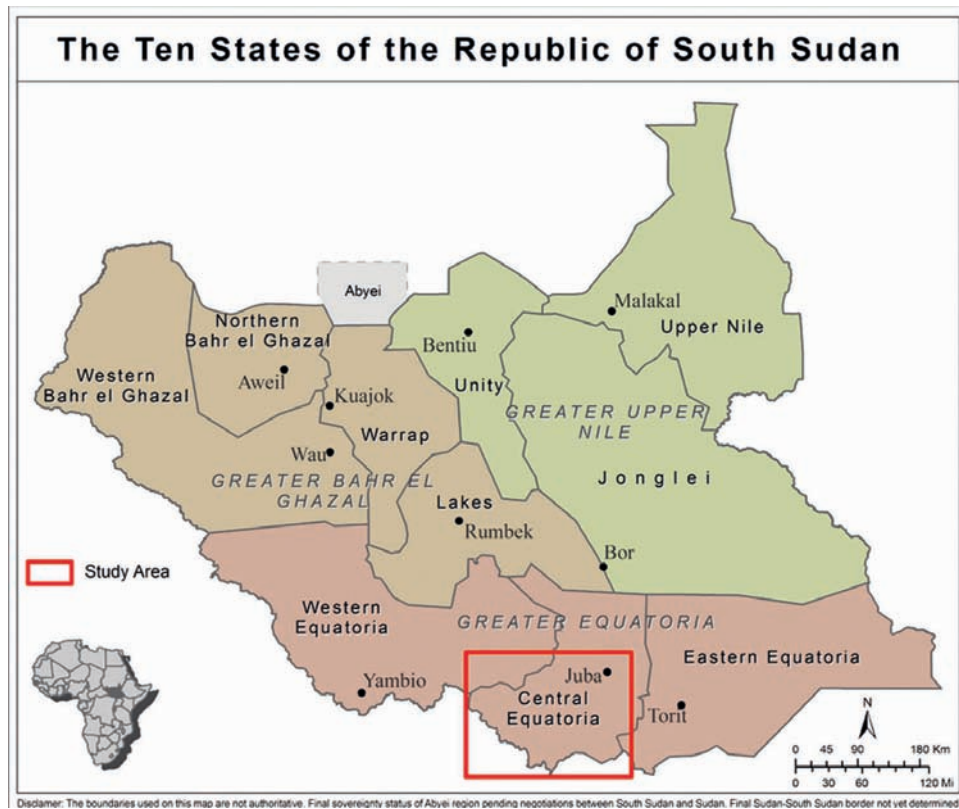 The Ten States of the Republic of South Sudan
Abyei
Malakal
Upper Nile
Northern
Bahr el Ghazal
Bentiu
Western
Bahr el Ghazal
Aweil
Unity
Kuajok
GREATER UPPER
NILE
Warrap
Wau
GREATER BAHR EL
GHAZAL
Jonglei
Lakes
Rumbek
Bor
Study Area
Western
Equatoria
GREATER EQUATORIA
Eastern Equatoria
Juba
Yambio
Central
Equatoria
Torit
N
0 45 90 180 Km
0 30 60 120 Mi
Disclamer: The boundaries used on this map are not authoritative. Final sovereignty status of Abyei region pending negotiations between South Sudan and Sudan. Final Sudan-South Sudan border not yet determined